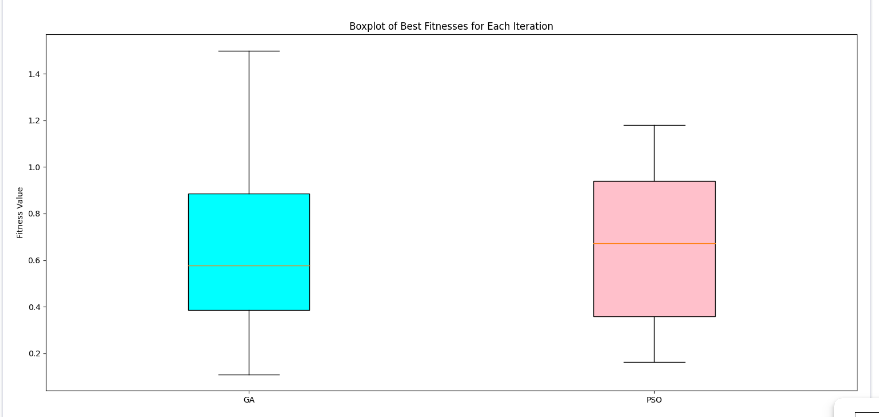 Boxplot of Best Fitnesses for Each Iteration
Fitness Value
1.4
1.2
1.0
0.8
0.6
0.4
0.2
GA
PSO